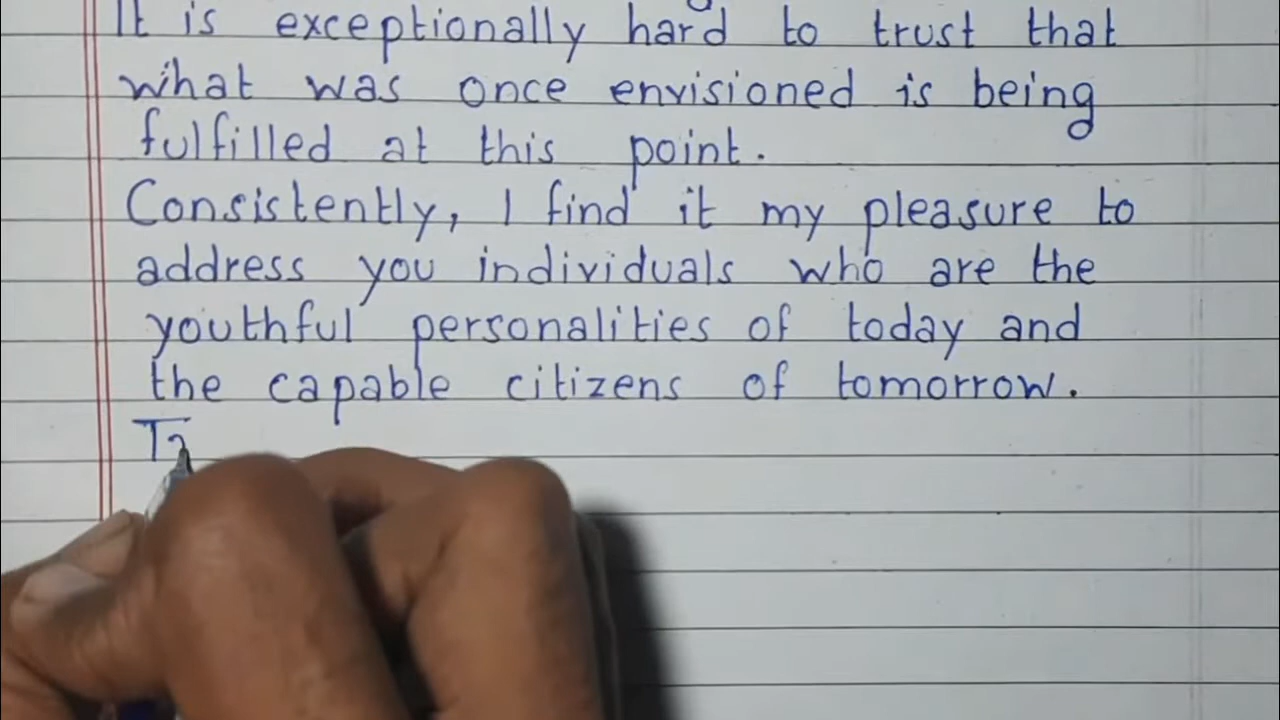 It is exceptionally hard to trust that
what was once envisioned is being
fulfilled at this point.
Consistently, I find it my pleasure to
address you individuals who are the
youthful personalities of today and
the capable citizens of tomorrow.